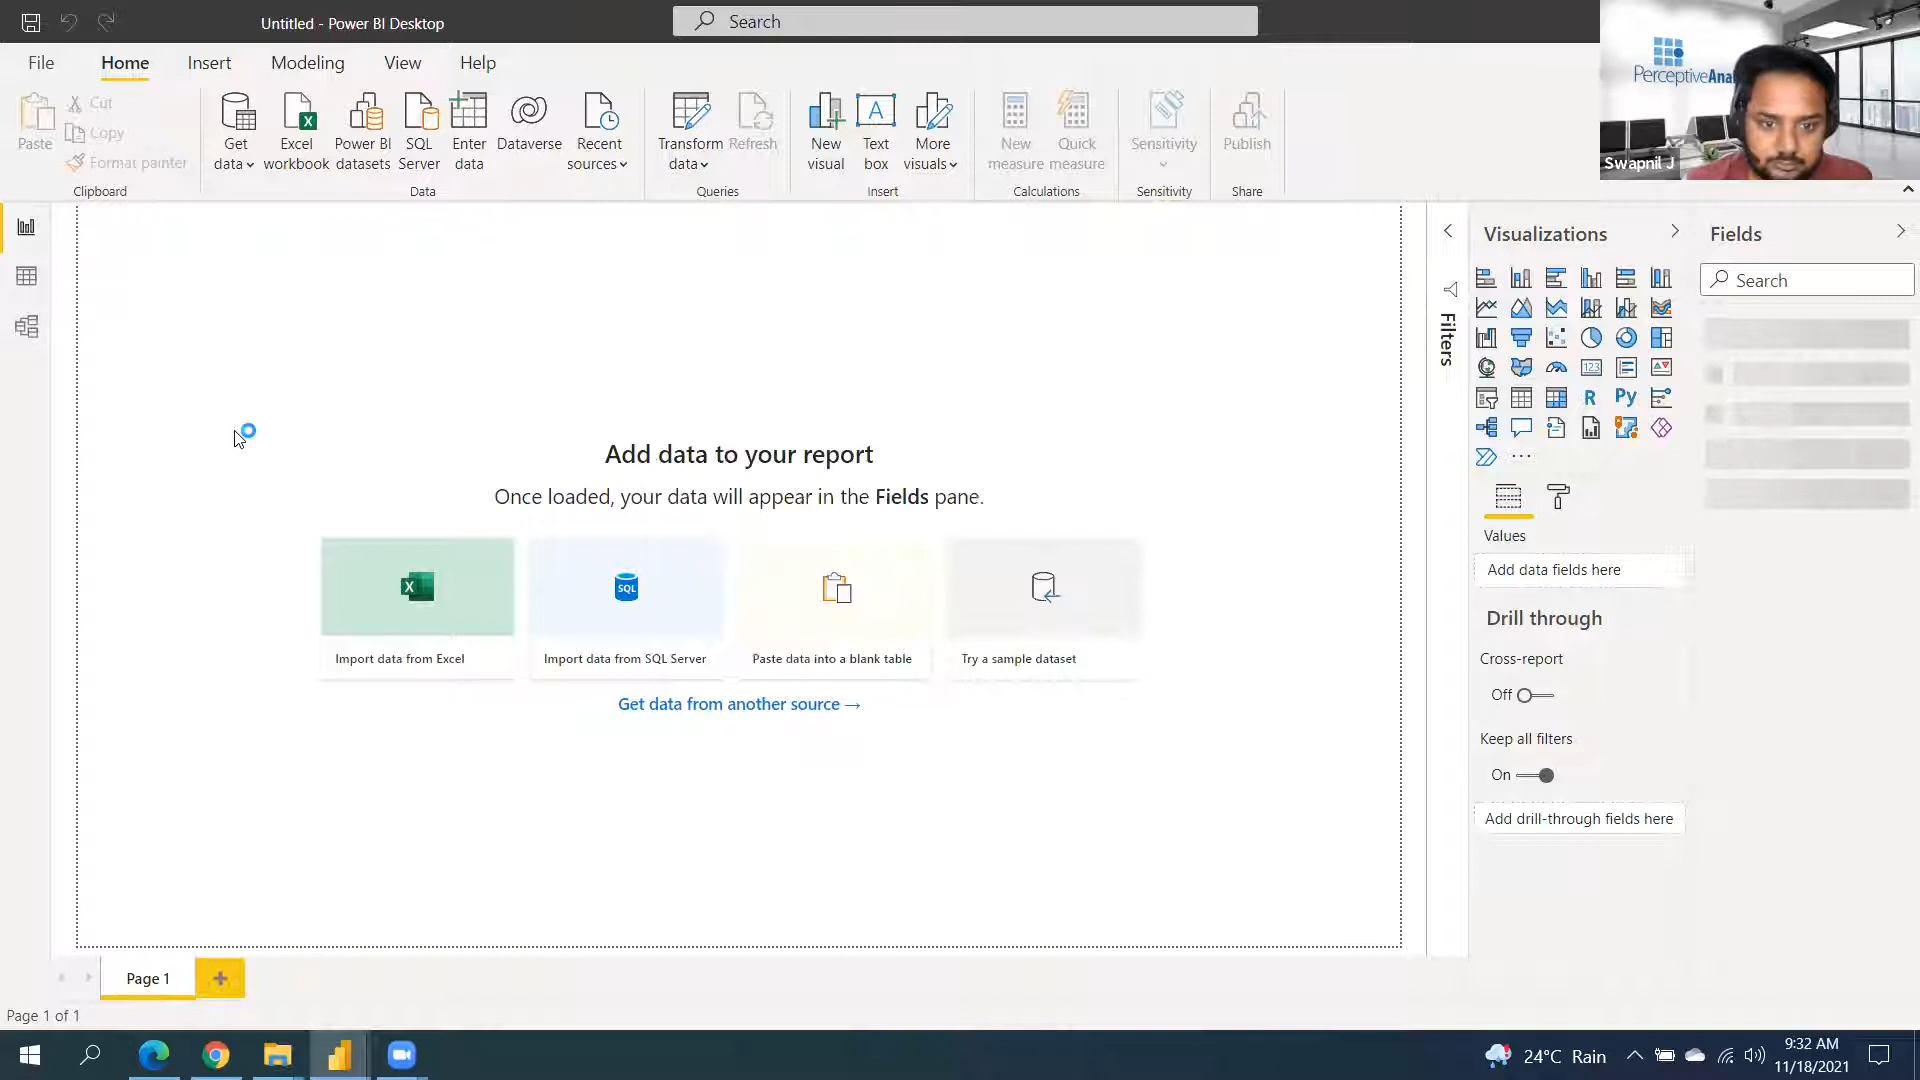 Untitled - Power BI Desktop
Search
PerceptiveAna
Swapnil J
File
Home
Insert
Modeling
View
Help
Paste
Cut
Copy
Format painter
Clipboard
Get data
Excel workbook
Power BI datasets
SQL Server
Enter data
Dataverse
Recent sources
Data
Transform data
Refresh
Queries
New visual
Text box
More visuals
Insert
New measure
Quick measure
Calculations
Sensitivity
Sensitivity
Publish
Share
Add data to your report
Once loaded, your data will appear in the Fields pane.
X
SQL
Import data from Excel
Import data from SQL Server
Paste data into a blank table
Try a sample dataset
Get data from another source →
Filters
Visualizations
123
R
Py
...
Values
Add data fields here
Drill through
Cross-report
Off
Keep all filters
On
Add drill-through fields here
Fields
Search
Page 1
+
Page 1 of 1
24°C Rain
9:32 AM
11/18/2021